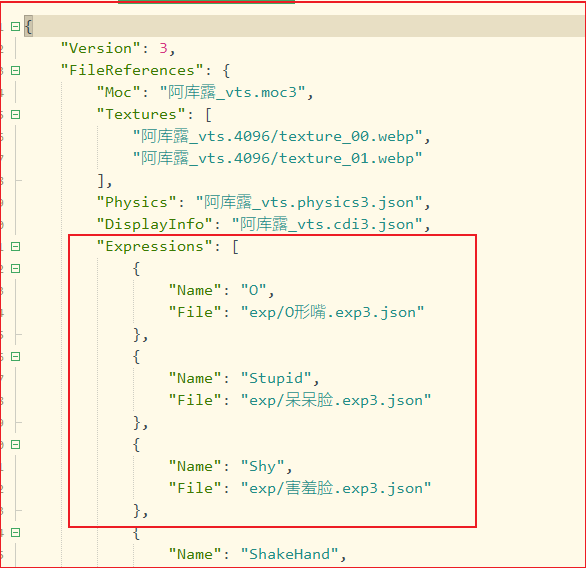 {
"Version": 3,
"FileReferences": {
"Moc": "阿库露_vts.moc3",
"Textures": [
"阿库露_vts.4096/texture_00.webp",
"阿库露_vts.4096/texture_01.webp"
],
"Physics": "阿库露_vts.physics3.json",
"DisplayInfo": "阿库露_vts.cdi3.json",
"Expressions": [
{
"Name": "O",
"File": "exp/O形嘴.exp3.json"
},
{
"Name": "Stupid",
"File": "exp/呆呆脸.exp3.json"
},
{
"Name": "Shy",
"File": "exp/害羞脸.exp3.json"
},
{
"Name": "ShakeHand",